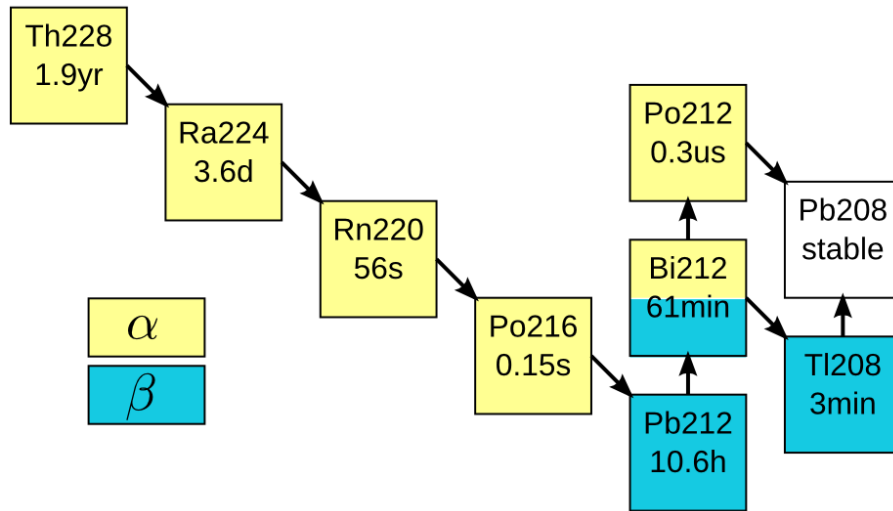 Th228
1.9yr
Ra224
3.6d
Rn220
56s
Po216
0.15s
Pb212
10.6h
Bi212
61min
Po212
0.3us
Tl208
3min
Pb208
stable
α
β